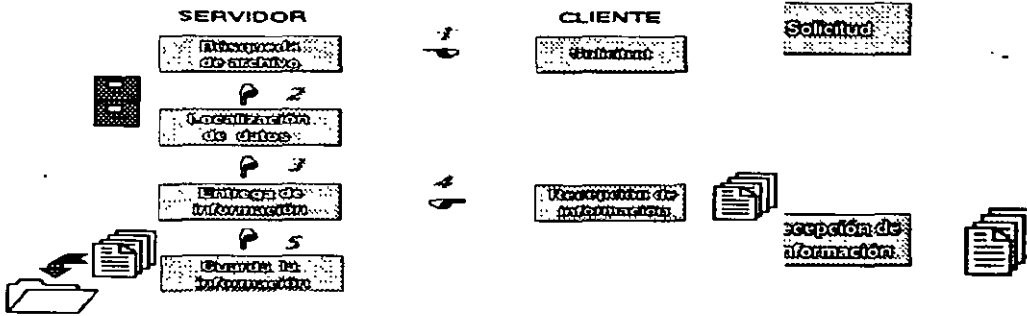 SERVIDOR
CLIENTE
Solicitud
Búsqueda
de archivo
1
Solicitud
2
Localización
de datos
3
Entrega de
información
4
Recepción de
información
ecepción de
nformación
5
Guarda la
información